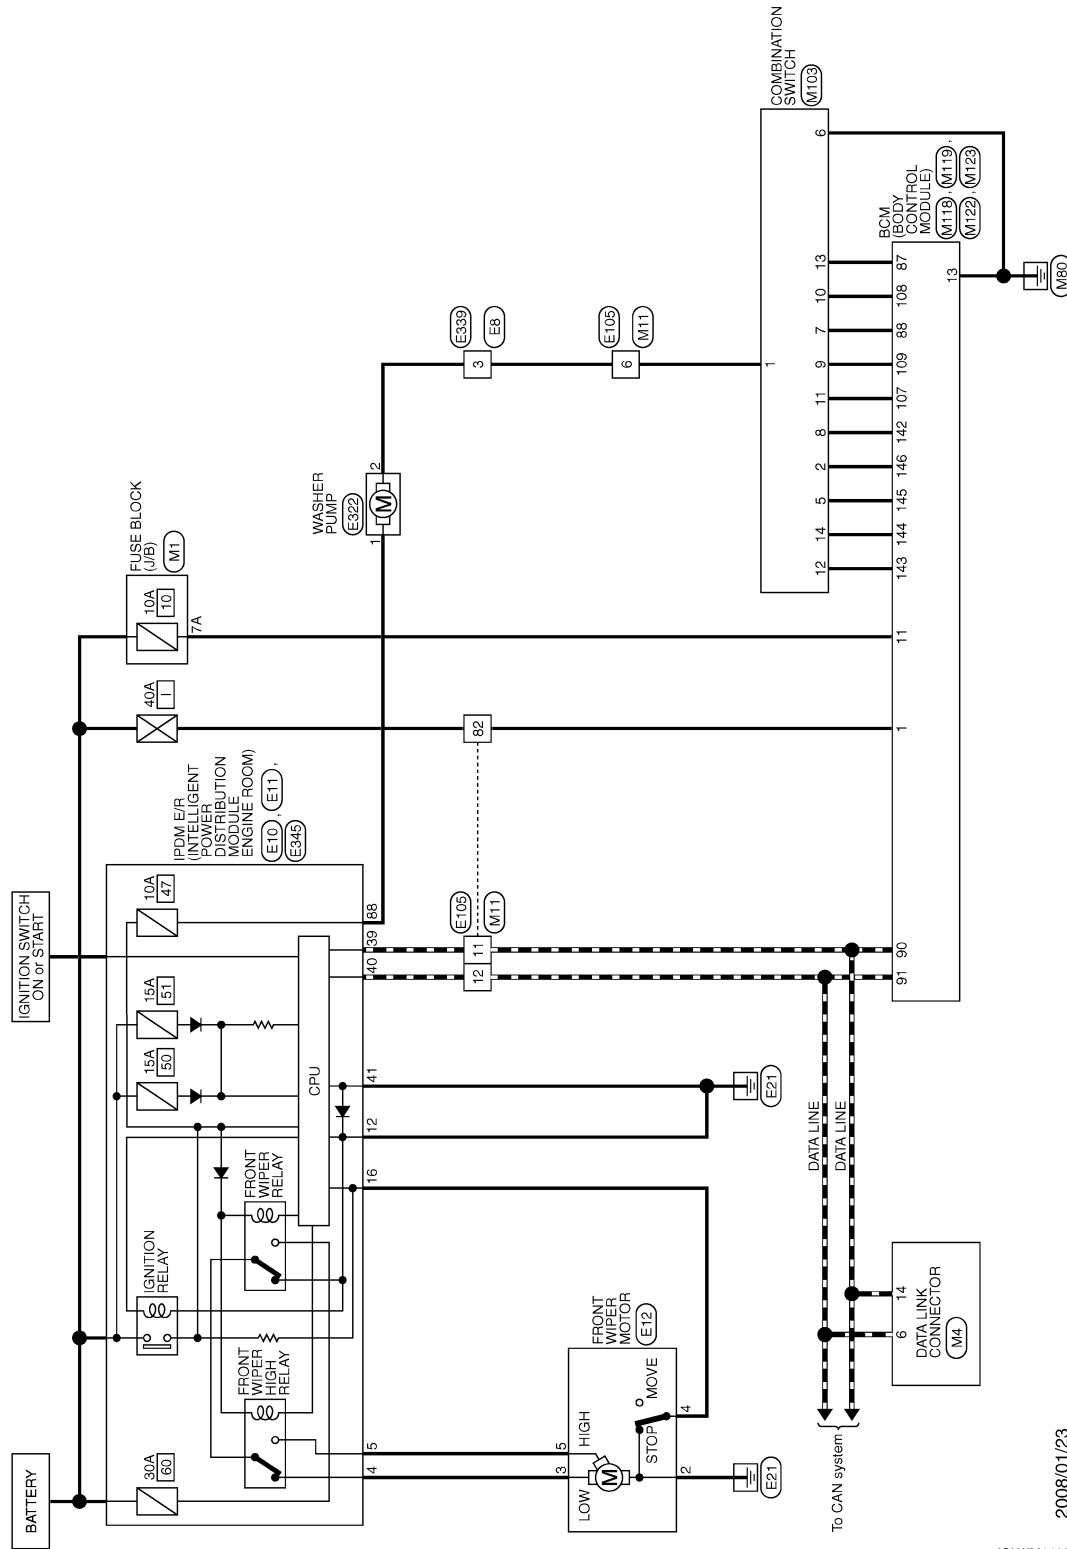 BATTERY
IGNITION SWITCH
ON or START
30A
60
IGNITION
RELAY
15A
50
15A
51
10A
47
IPDM E/R
(INTELLIGENT
POWER
DISTRIBUTION
MODULE
ENGINE ROOM)
E10 , E11 ,
E345
40A
I
10A
10
7A
FUSE BLOCK
(J/B)
M1
FRONT
WIPER
HIGH
RELAY
FRONT
WIPER
RELAY
CPU
4
5
16
12
41
40
39
88
WASHER
PUMP
E322
1
M
2
E105
M11
12
11
82
3
E339
E8
6
E105
M11
FRONT
WIPER
MOTOR
E12
3
5
LOW
HIGH
M
STOP
MOVE
2
4
E21
E21
COMBINATION
SWITCH
M103
1
12
14
5
2
8
11
9
7
10
13
6
143
144
145
146
142
107
109
88
108
87
BCM
(BODY
CONTROL
MODULE)
M118 , M119 ,
M122 , M123
91
90
1
11
13
M80
DATA LINE
DATA LINE
To CAN system
6
14
DATA LINK
CONNECTOR
M4
2008/01/23